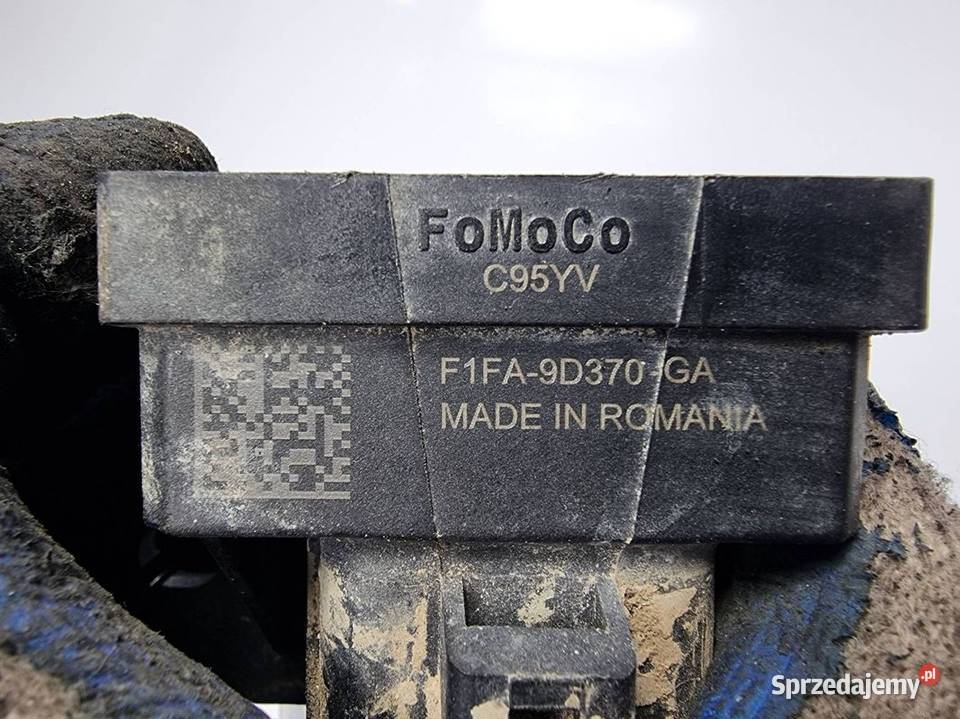 FoMoCo
C95YV
F1FA-9D370-GA
MADE IN ROMANIA
Sprzedajemy.pl